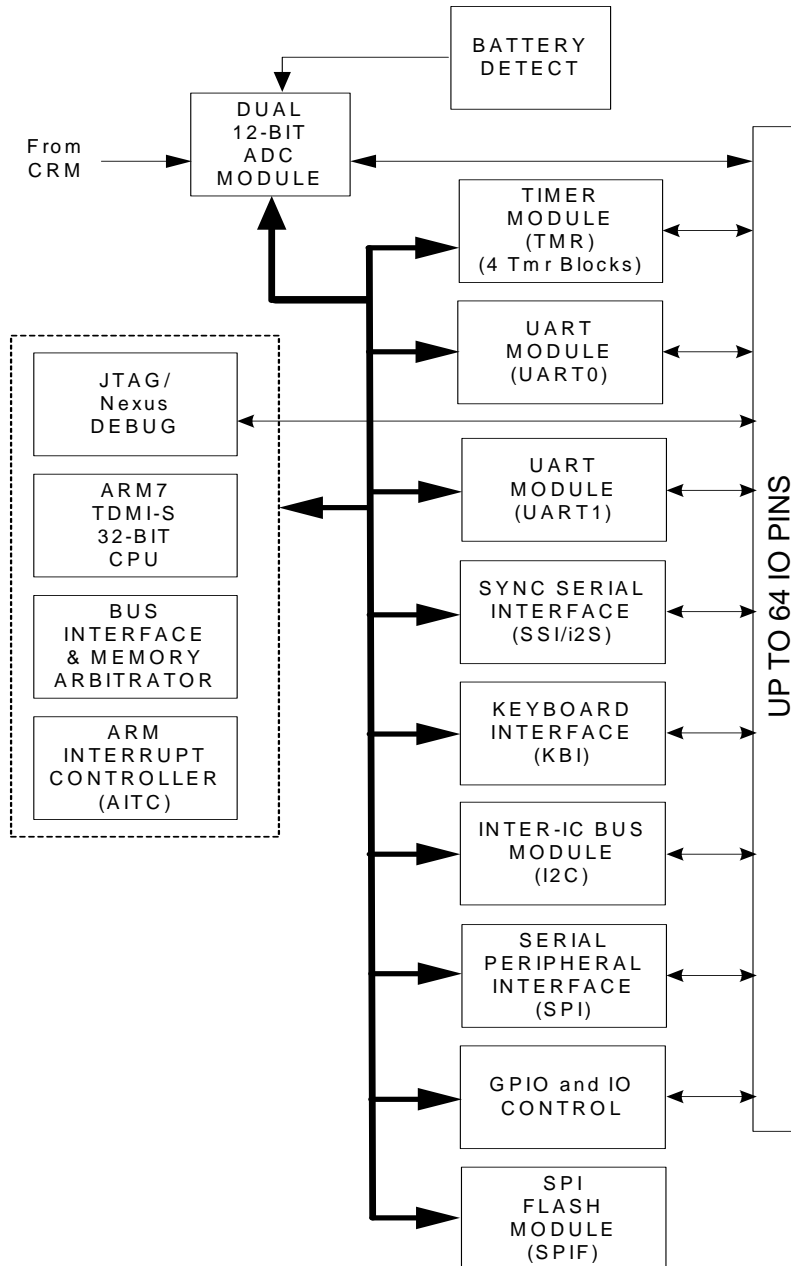 BATTERY
DETECT
DUAL
12-BIT
ADC
MODULE
From
CRM
TIMER
MODULE
(TMR)
(4 Tmr Blocks)
UART
MODULE
(UART0)
JTAG/
Nexus
DEBUG
UART
MODULE
(UART1)
ARM7
TDMI-S
32-BIT
CPU
SYNC SERIAL
INTERFACE
(SSI/i2S)
BUS
INTERFACE
& MEMORY
ARBITRATOR
KEYBOARD
INTERFACE
(KBI)
ARM
INTERRUPT
CONTROLLER
(AITC)
INTER-IC BUS
MODULE
(I2C)
SERIAL
PERIPHERAL
INTERFACE
(SPI)
GPIO and IO
CONTROL
SPI
FLASH
MODULE
(SPIF)
UP TO 64 IO PINS